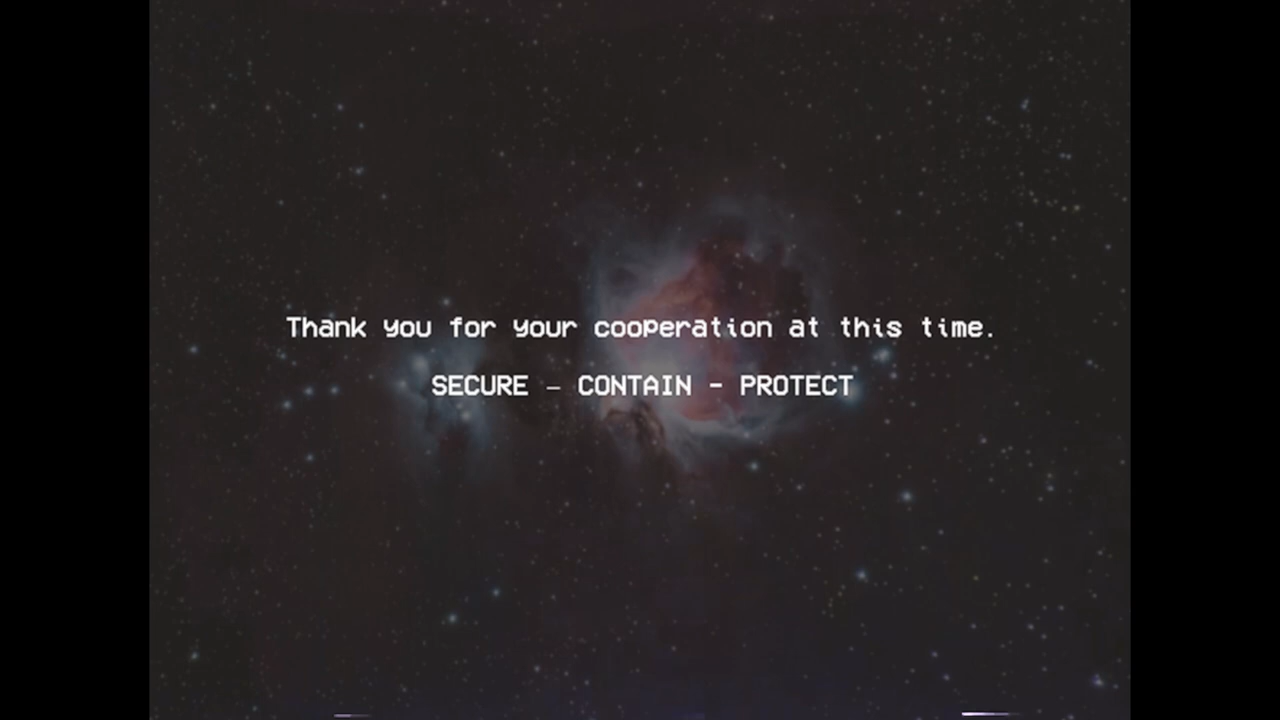 Thank you for your cooperation at this time.
SECURE – CONTAIN - PROTECT